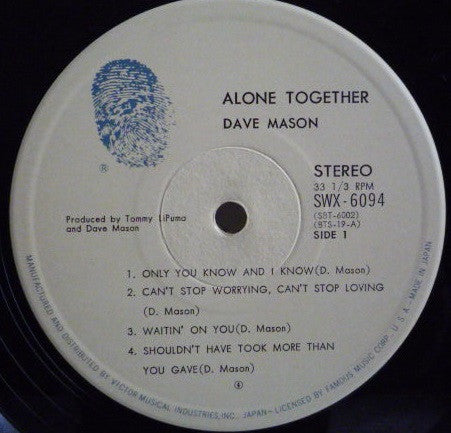 ALONE TOGETHER
DAVE MASON
®
STEREO
33 1/3 RPM
SWX-6094
(SBT-6002)
(BTS-19-A)
SIDE 1
Produced by Tommy LiPuma
and Dave Mason
1. ONLY YOU KNOW AND I KNOW(D. Mason)
2. CAN'T STOP WORRYING, CAN'T STOP LOVING
(D. Mason)
3. WAITIN' ON YOU(D. Mason)
4. SHOULDN'T HAVE TOOK MORE THAN
YOU GAVE(D. Mason)
MANUFACTURED AND DISTRIBUTED BY VICTOR MUSICAL INDUSTRIES, INC., JAPAN–LICENSED BY FAMOUS MUSIC CORP. U.S.A. MADE IN JAPAN